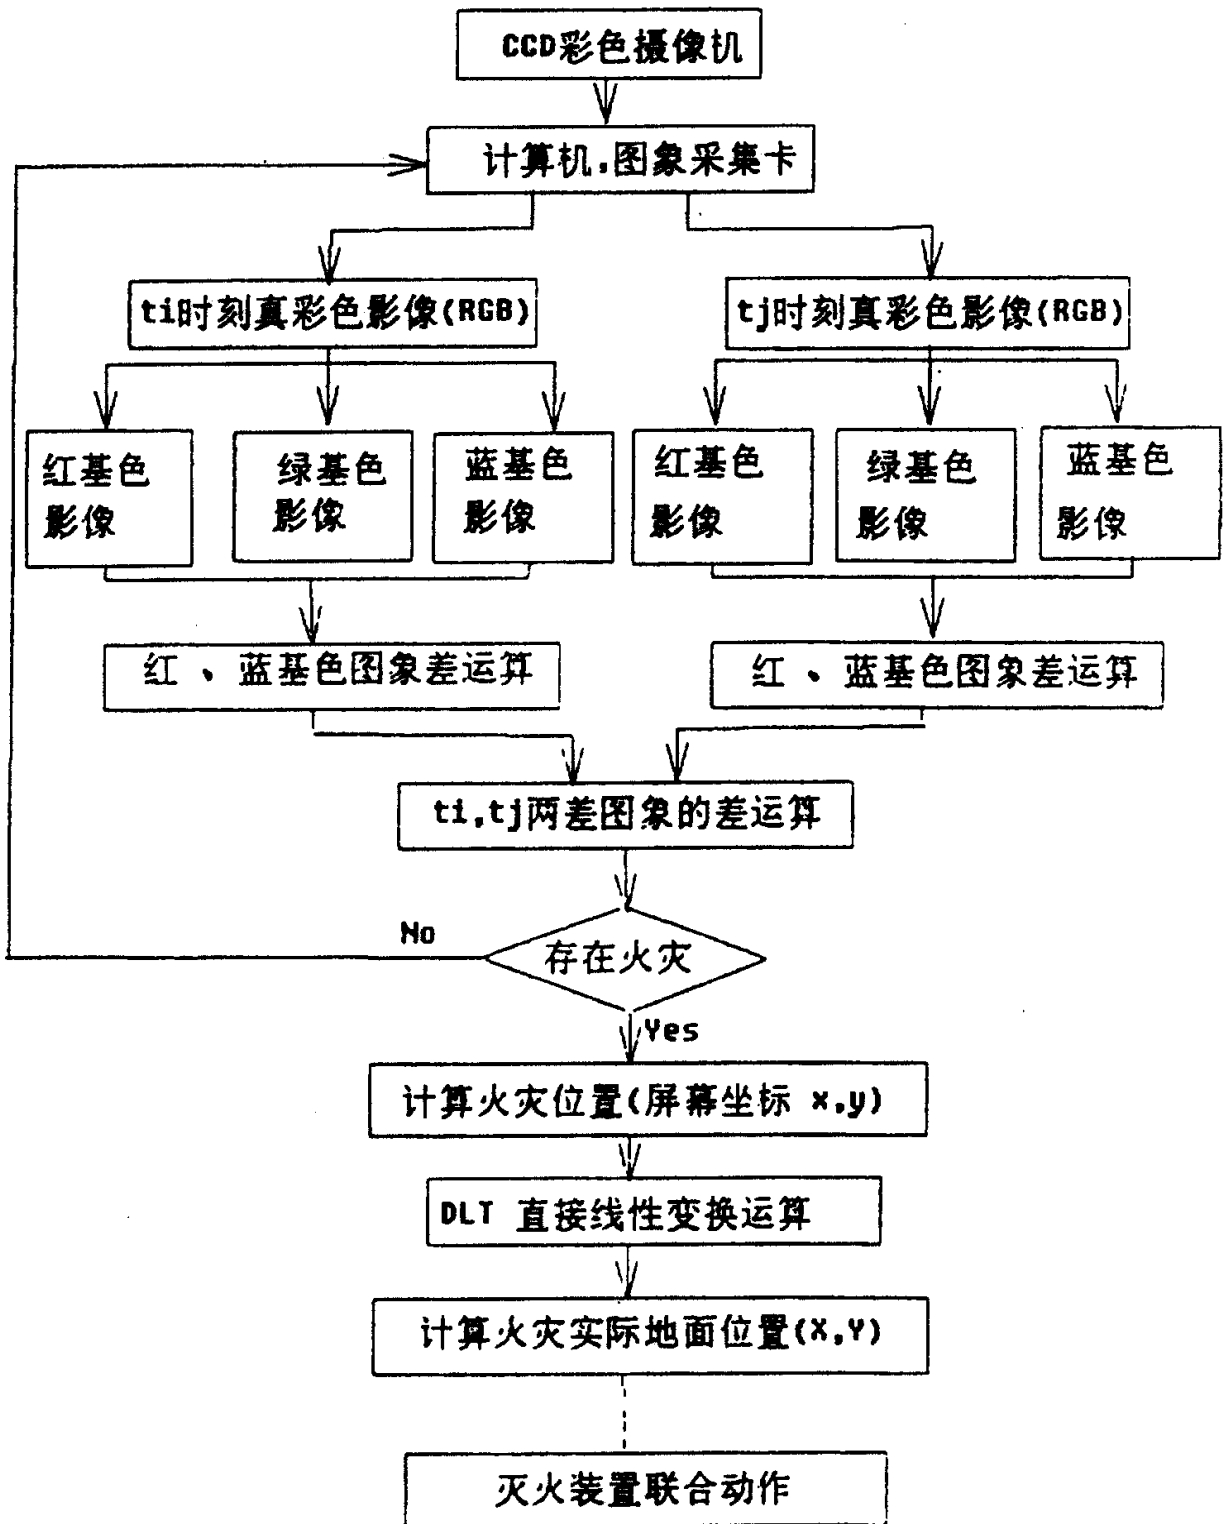 CCD彩色摄像机
计算机,图象采集卡
ti时刻真彩色影像(RGB)
tj时刻真彩色影像(RGB)
红基色
影像
绿基色
影像
蓝基色
影像
红基色
影像
绿基色
影像
蓝基色
影像
红、蓝基色图象差运算
红、蓝基色图象差运算
ti,tj两差图象的差运算
No
存在火灾
Yes
计算火灾位置(屏幕坐标 x,y)
DLT 直接线性变换运算
计算火灾实际地面位置(X,Y)
灭火装置联合动作